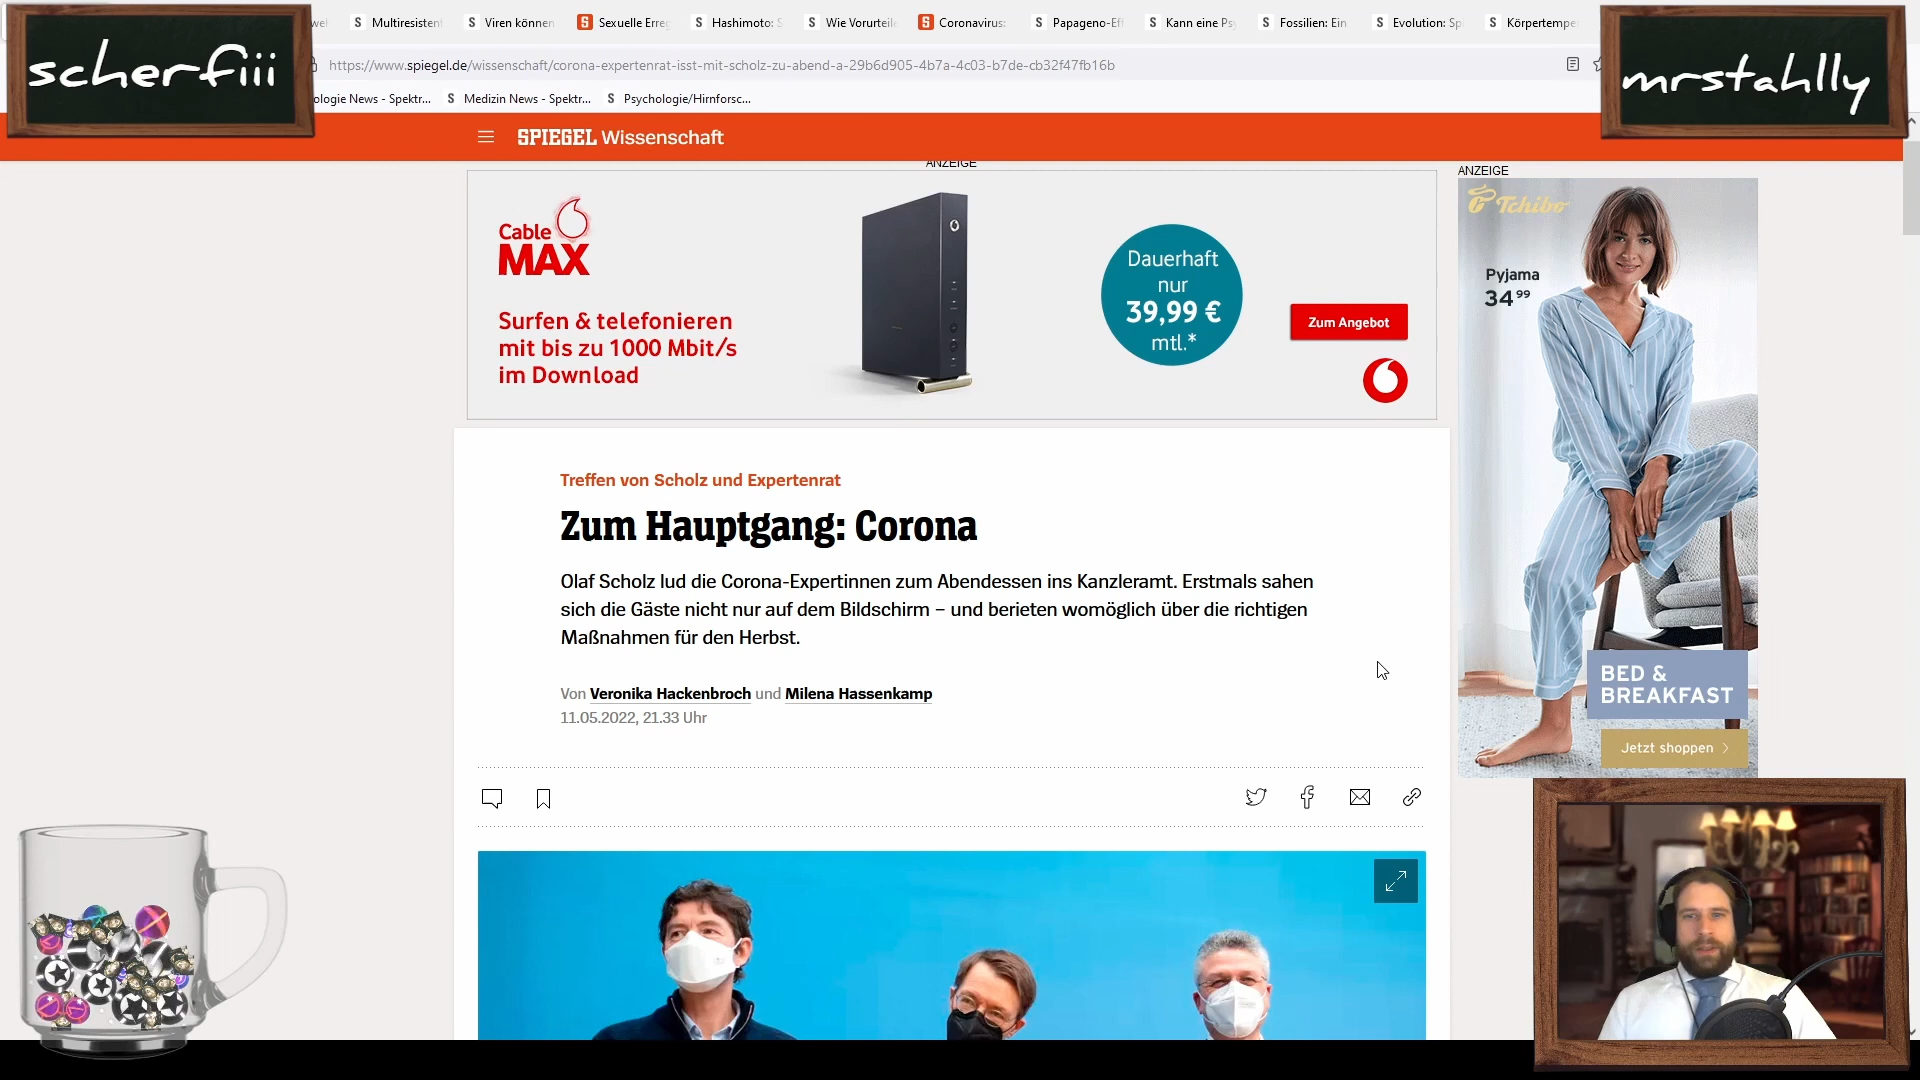 Multiresisten
Viren können
Sexuelle Erreg
Hashimoto: S
Wie Vorurteile
Coronavirus:
Papageno-Eff
Kann eine Psy
Fossilien: Ein
Evolution: Sp
Körpertempe
scherfiii
mrstahlly
https://www.spiegel.de/wissenschaft/corona-expertenrat-isst-mit-scholz-zu-abend-a-29b6d905-4b7a-4c03-b7de-cb32f47fb16b
ologie News - Spektr...
Medizin News - Spektr...
Psychologie/Hirnforsc...
SPIEGEL Wissenschaft
ANZEIGE
Cable
MAX
Surfen & telefonieren
mit bis zu 1000 Mbit/s
im Download
Dauerhaft
nur
39,99 €
mtl.*
Zum Angebot
ANZEIGE
Tchibo
Pyjama
34 99
BED &
BREAKFAST
Jetzt shoppen
Treffen von Scholz und Expertenrat
Zum Hauptgang: Corona
Olaf Scholz lud die Corona-Expertinnen zum Abendessen ins Kanzleramt. Erstmals sahen
sich die Gäste nicht nur auf dem Bildschirm – und berieten womöglich über die richtigen
Maßnahmen für den Herbst.
Von Veronika Hackenbroch und Milena Hassenkamp
11.05.2022, 21.33 Uhr